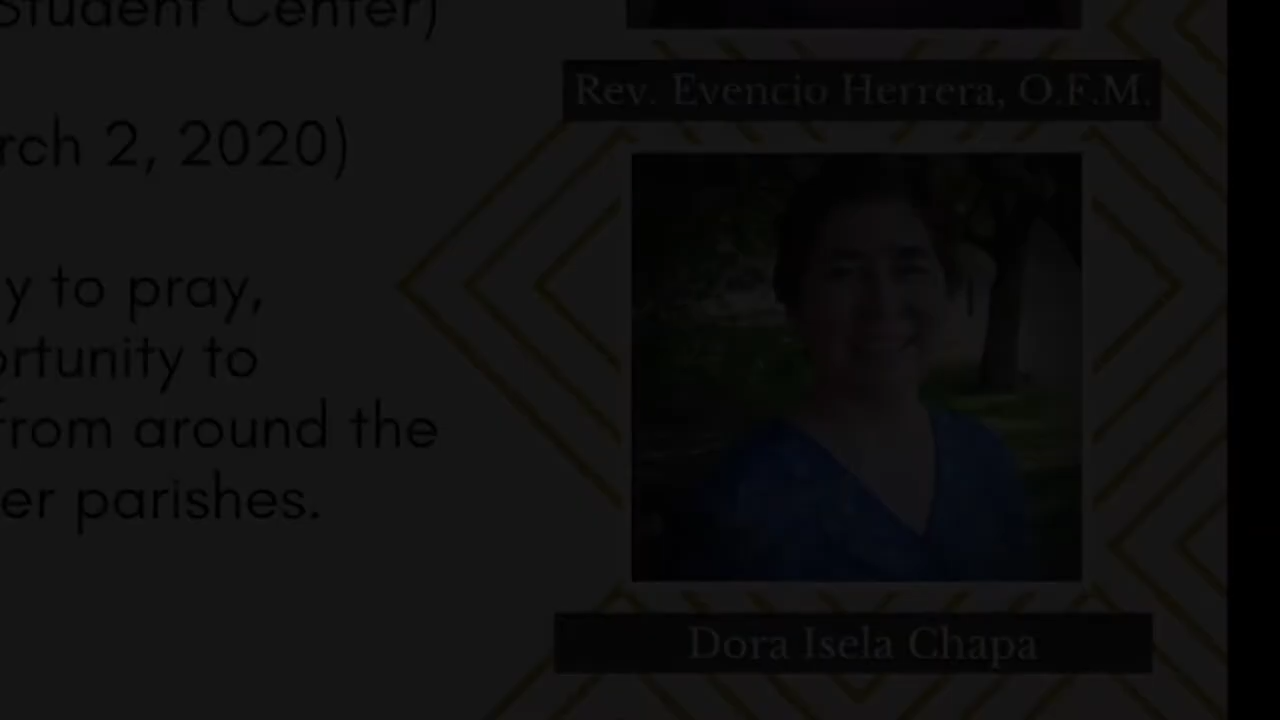 Student Center)
rch 2, 2020)
y to pray,
ortunity to
from around the
er parishes.
Rev. Evencio Herrera, O.F.M.
Dora Isela Chapa